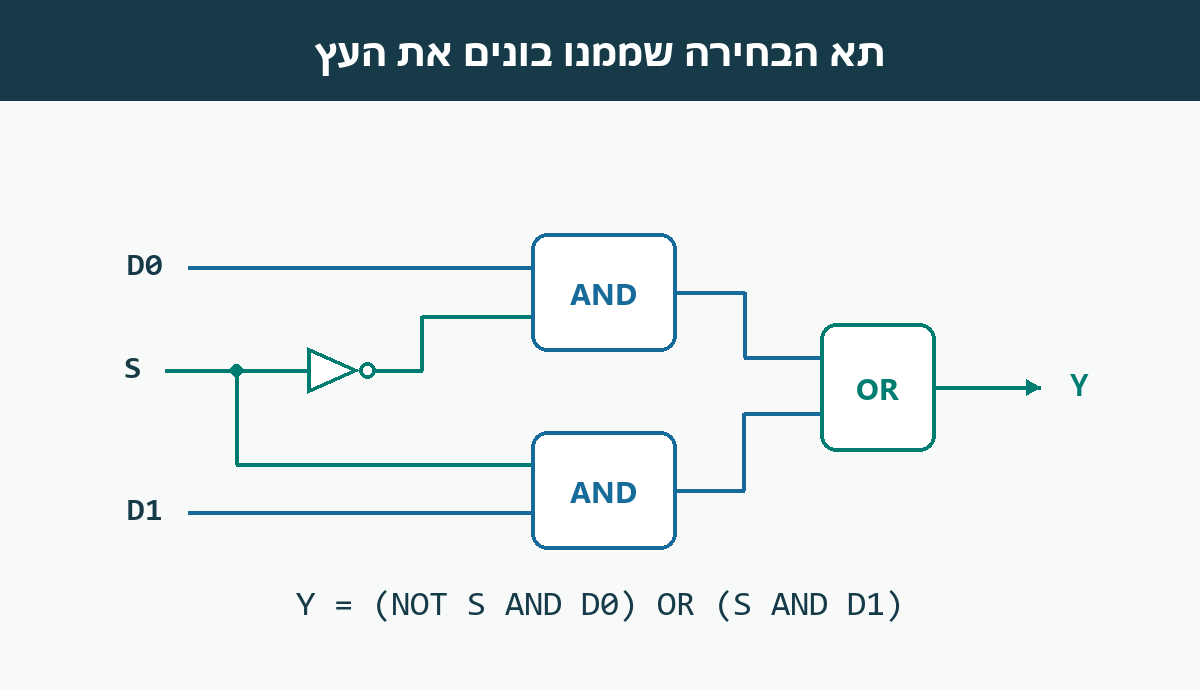 תא הבחירה שממנו בונים את העץ
D0
AND
S
OR
Y
AND
D1
Y = (NOT S AND D0) OR (S AND D1)